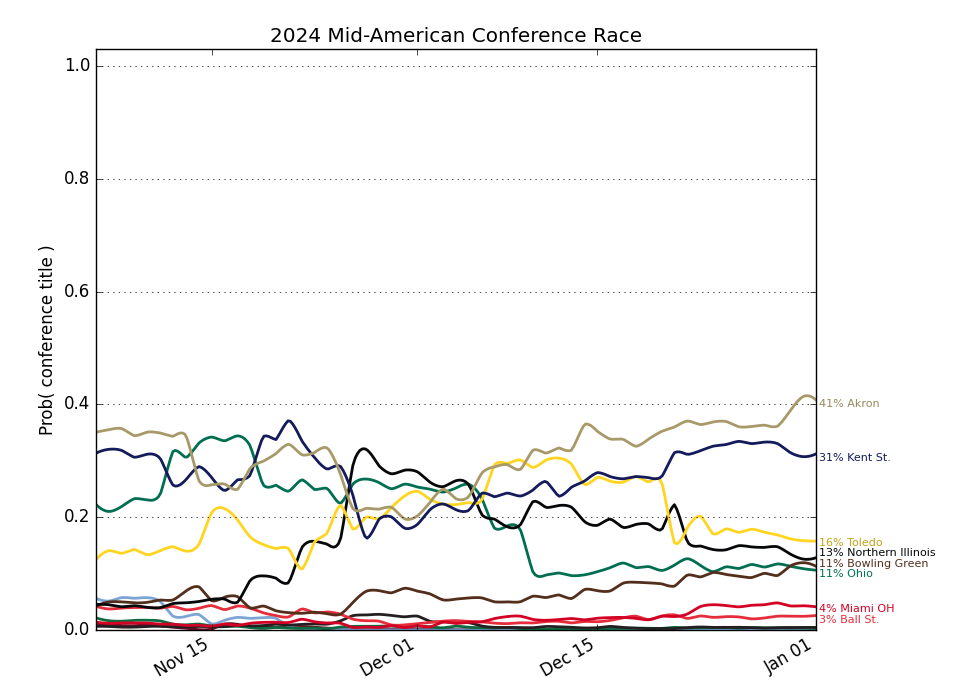 2024 Mid-American Conference Race
Prob( conference title )
1.0
0.8
0.6
0.4
0.2
0.0
41% Akron
31% Kent St.
16% Toledo
13% Northern Illinois
11% Bowling Green
11% Ohio
4% Miami OH
3% Ball St.
Nov 15
Dec 01
Dec 15
Jan 01